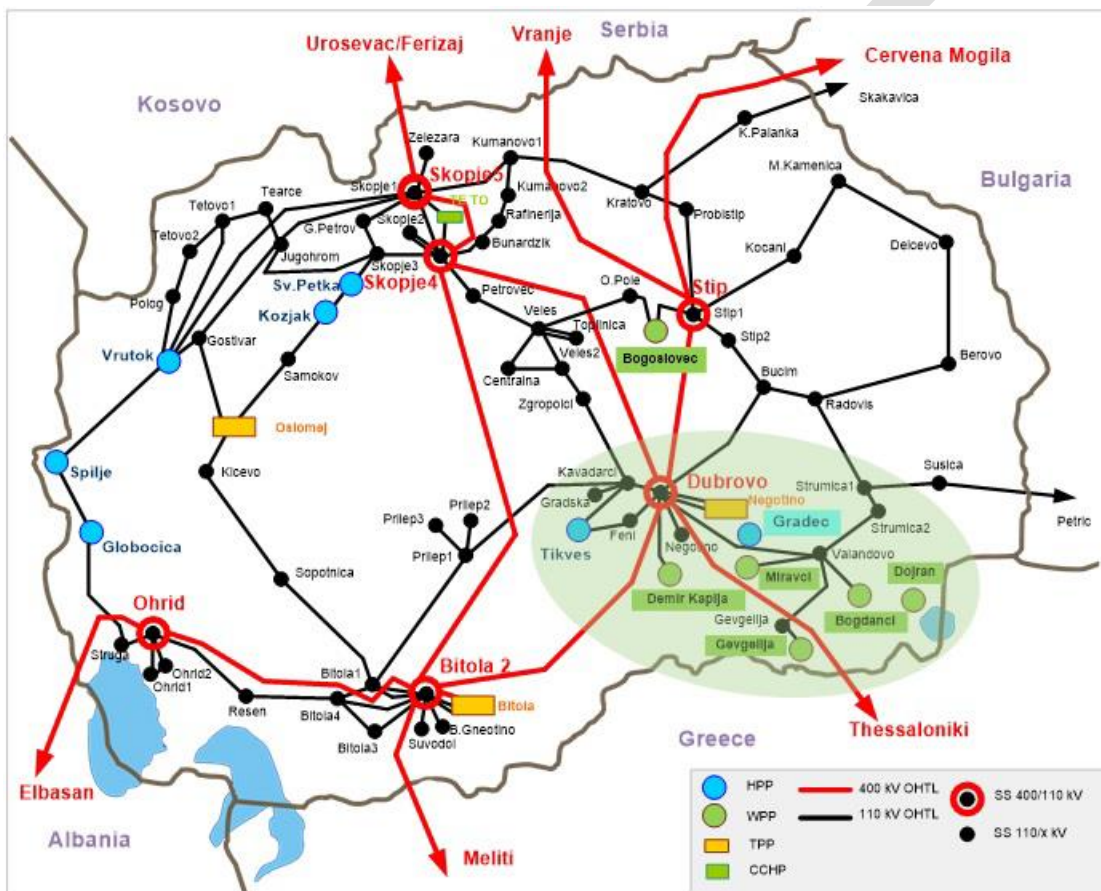 Serbia
Vranje
Urosevac/Ferizaj
Cervena Mogila
Kosovo
Skakavica
K.Palanka
Zelezara
Kumanovo1
M.Kamenica
Skopje5
Skopje1
Bulgaria
Tearce
Kumanovo2
TE TO
Kratovo
Tetovo1
Rafinerija
Probistip
G.Petrov
Skopje2
Tetovo2
Bunardzik
Kocani
Delcevo
Jugohrom
Skopje3
Skopje4
Sv.Petka
Petrovec
O.Pole
Stip
Polog
Kozjak
Veles
Stip1
Toplinica
Gostivar
Stip2
Vrutok
Samokov
Veles2
Bogoslovec
Berovo
Centralna
Bucim
Zgropolci
Radovis
Oslomej
Kicevo
Spilje
Kavadarci
Dubrovo
Susica
Strumica1
Gradska
Negotino
Prilep2
Petric
Prilep3
Gradec
Strumica2
Globocica
Tikves
Feni
Negotino
Prilep1
Valandovo
Miravci
Dojran
Sopotnica
Demir Kapija
Ohrid
Bogdanci
Gevgelija
Struga
Gevgelija
Ohrid2
Ohrid1
Bitola1
Bitola 2
Resen
Bitola4
Bitola
B.Gneotino
Suvodol
Bitola3
Thessaloniki
Greece
Elbasan
Albania
Meliti
HPP
400 kV OHTL
SS 400/110 kV
WPP
110 kV OHTL
SS 110/x kV
TPP
CCHP